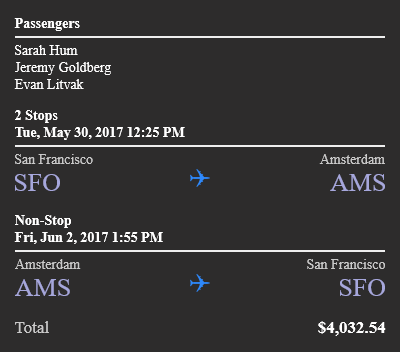 Passengers
Sarah Hum
Jeremy Goldberg
Evan Litvak
2 Stops
Tue, May 30, 2017 12:25 PM
San Francisco Amsterdam
SFO AMS
Non-Stop
Fri, Jun 2, 2017 1:55 PM
Amsterdam San Francisco
AMS SFO
Total $4,032.54